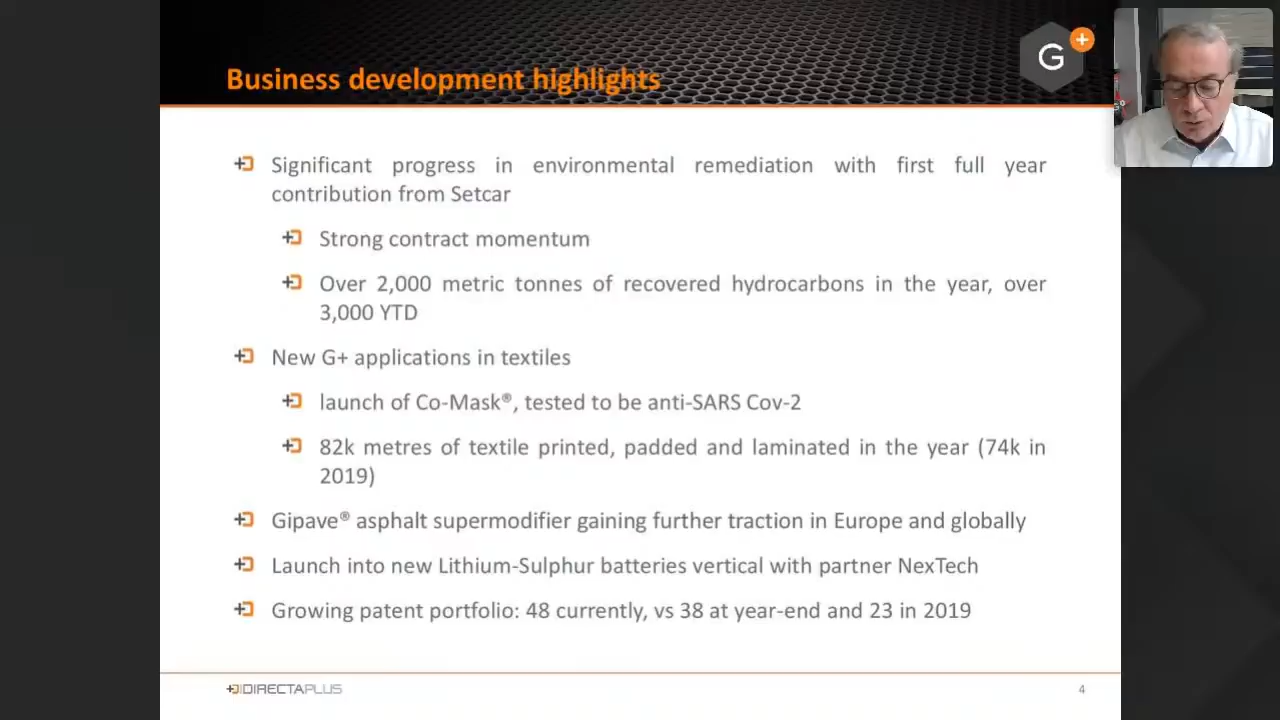 Business development highlights
G+
Significant progress in environmental remediation with first full year
contribution from Setcar
Strong contract momentum
Over 2,000 metric tonnes of recovered hydrocarbons in the year, over
3,000 YTD
New G+ applications in textiles
launch of Co-Mask®, tested to be anti-SARS Cov-2
82k metres of textile printed, padded and laminated in the year (74k in
2019)
Gipave® asphalt supermodifier gaining further traction in Europe and globally
Launch into new Lithium-Sulphur batteries vertical with partner NexTech
Growing patent portfolio: 48 currently, vs 38 at year-end and 23 in 2019
DIRECTAPLUS
4